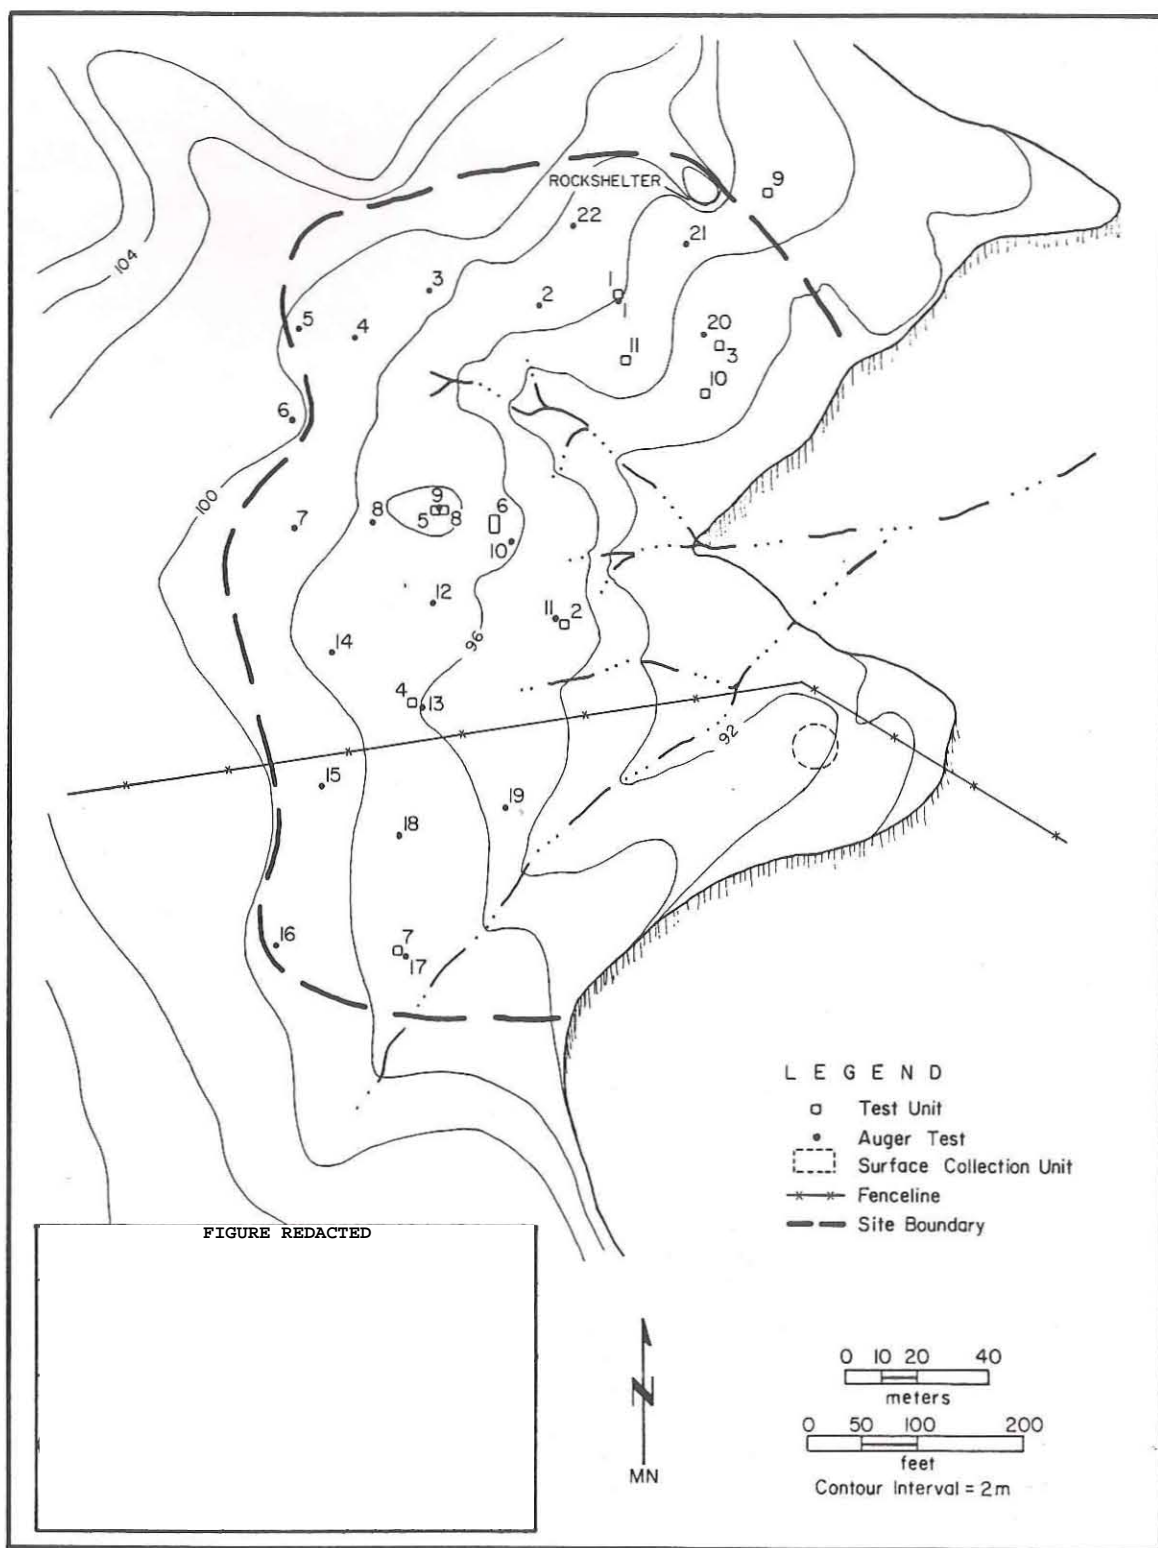 ROCKSHELTER
9
22
21
104
3
2
1
1
5
4
20
3
11
10
6
100
7
8
9
5
8
6
10
12
11
2
96
14
4
13
92
15
19
18
16
7
17
LEGEND
Test Unit
Auger Test
Surface Collection Unit
Fenceline
Site Boundary
FIGURE REDACTED
N
MN
0 10 20 40
meters
0 50 100 200
feet
Contour Interval = 2m